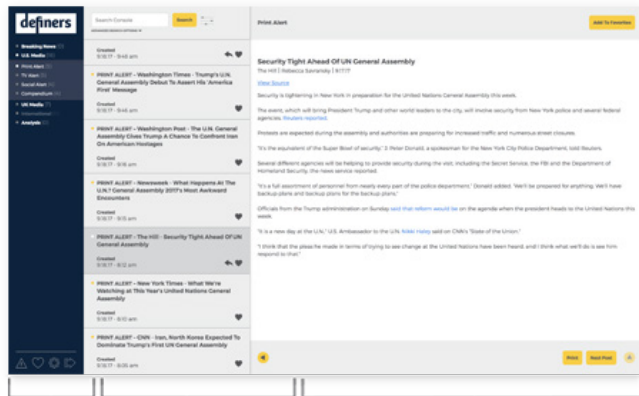 definers
Breaking News
U.S. Media
Print Alert
TV Alert
Social Alert
Compendium
UK Media
International
Analysis
Search Console
Search
ADVANCED SEARCH OPTIONS
Created
9.18.17 - 9:46 am
PRINT ALERT - Washington Times - Trump's U.N.
General Assembly Debut To Assert His 'America
First' Message
Created
9.18.17 - 9:46 am
PRINT ALERT - Washington Post - The U.N. General
Assembly Gives Trump A Chance To Confront Iran
On American Hostages
Created
9.18.17 - 9:16 am
PRINT ALERT - Newsweek - What Happens At The
U.N.? General Assembly 2017's Most Awkward
Encounters
Created
9.18.17 - 9:13 am
PRINT ALERT - The Hill - Security Tight Ahead Of UN
General Assembly
Created
9.18.17 - 9:12 am
PRINT ALERT - New York Times - What We're
Watching at This Year's United Nations General
Assembly
Created
9.18.17 - 9:10 am
PRINT ALERT - CNN - Iran, North Korea Expected To
Dominate Trump's First UN General Assembly
Created
9.18.17 - 9:05 am
Print Alert
Add To Favorites
Security Tight Ahead Of UN General Assembly
The Hill | Rebecca Savransky | 9.17.17
View Source
Security is tightening in New York in preparation for the United Nations General Assembly this week.
The event, which will bring President Trump and other world leaders to the city, will involve security from New York police and several federal
agencies, Reuters reported.
Protests are expected during the assembly and authorities are preparing for increased traffic and numerous street closures.
"It's the equivalent of the Super Bowl of security," J. Peter Donald, a spokesman for the New York City Police Department, told Reuters.
Several different agencies will be helping to provide security during the visit, including the Secret Service, the FBI and the Department of
Homeland Security, the news service reported.
"It's a full assortment of personnel from nearly every part of the police department," Donald added. "We'll be prepared for anything. We'll have
backup plans and backup plans for the backup plans."
Officials from the Trump administration on Sunday said that reform would be on the agenda when the president heads to the United Nations this
week.
"It is a new day at the U.N.," U.S. Ambassador to the U.N. Nikki Haley said on CNN's "State of the Union."
"I think that the pleas he made in terms of trying to see change at the United Nations have been heard, and I think what we'll do is see him
respond to that."
Print
Next Post